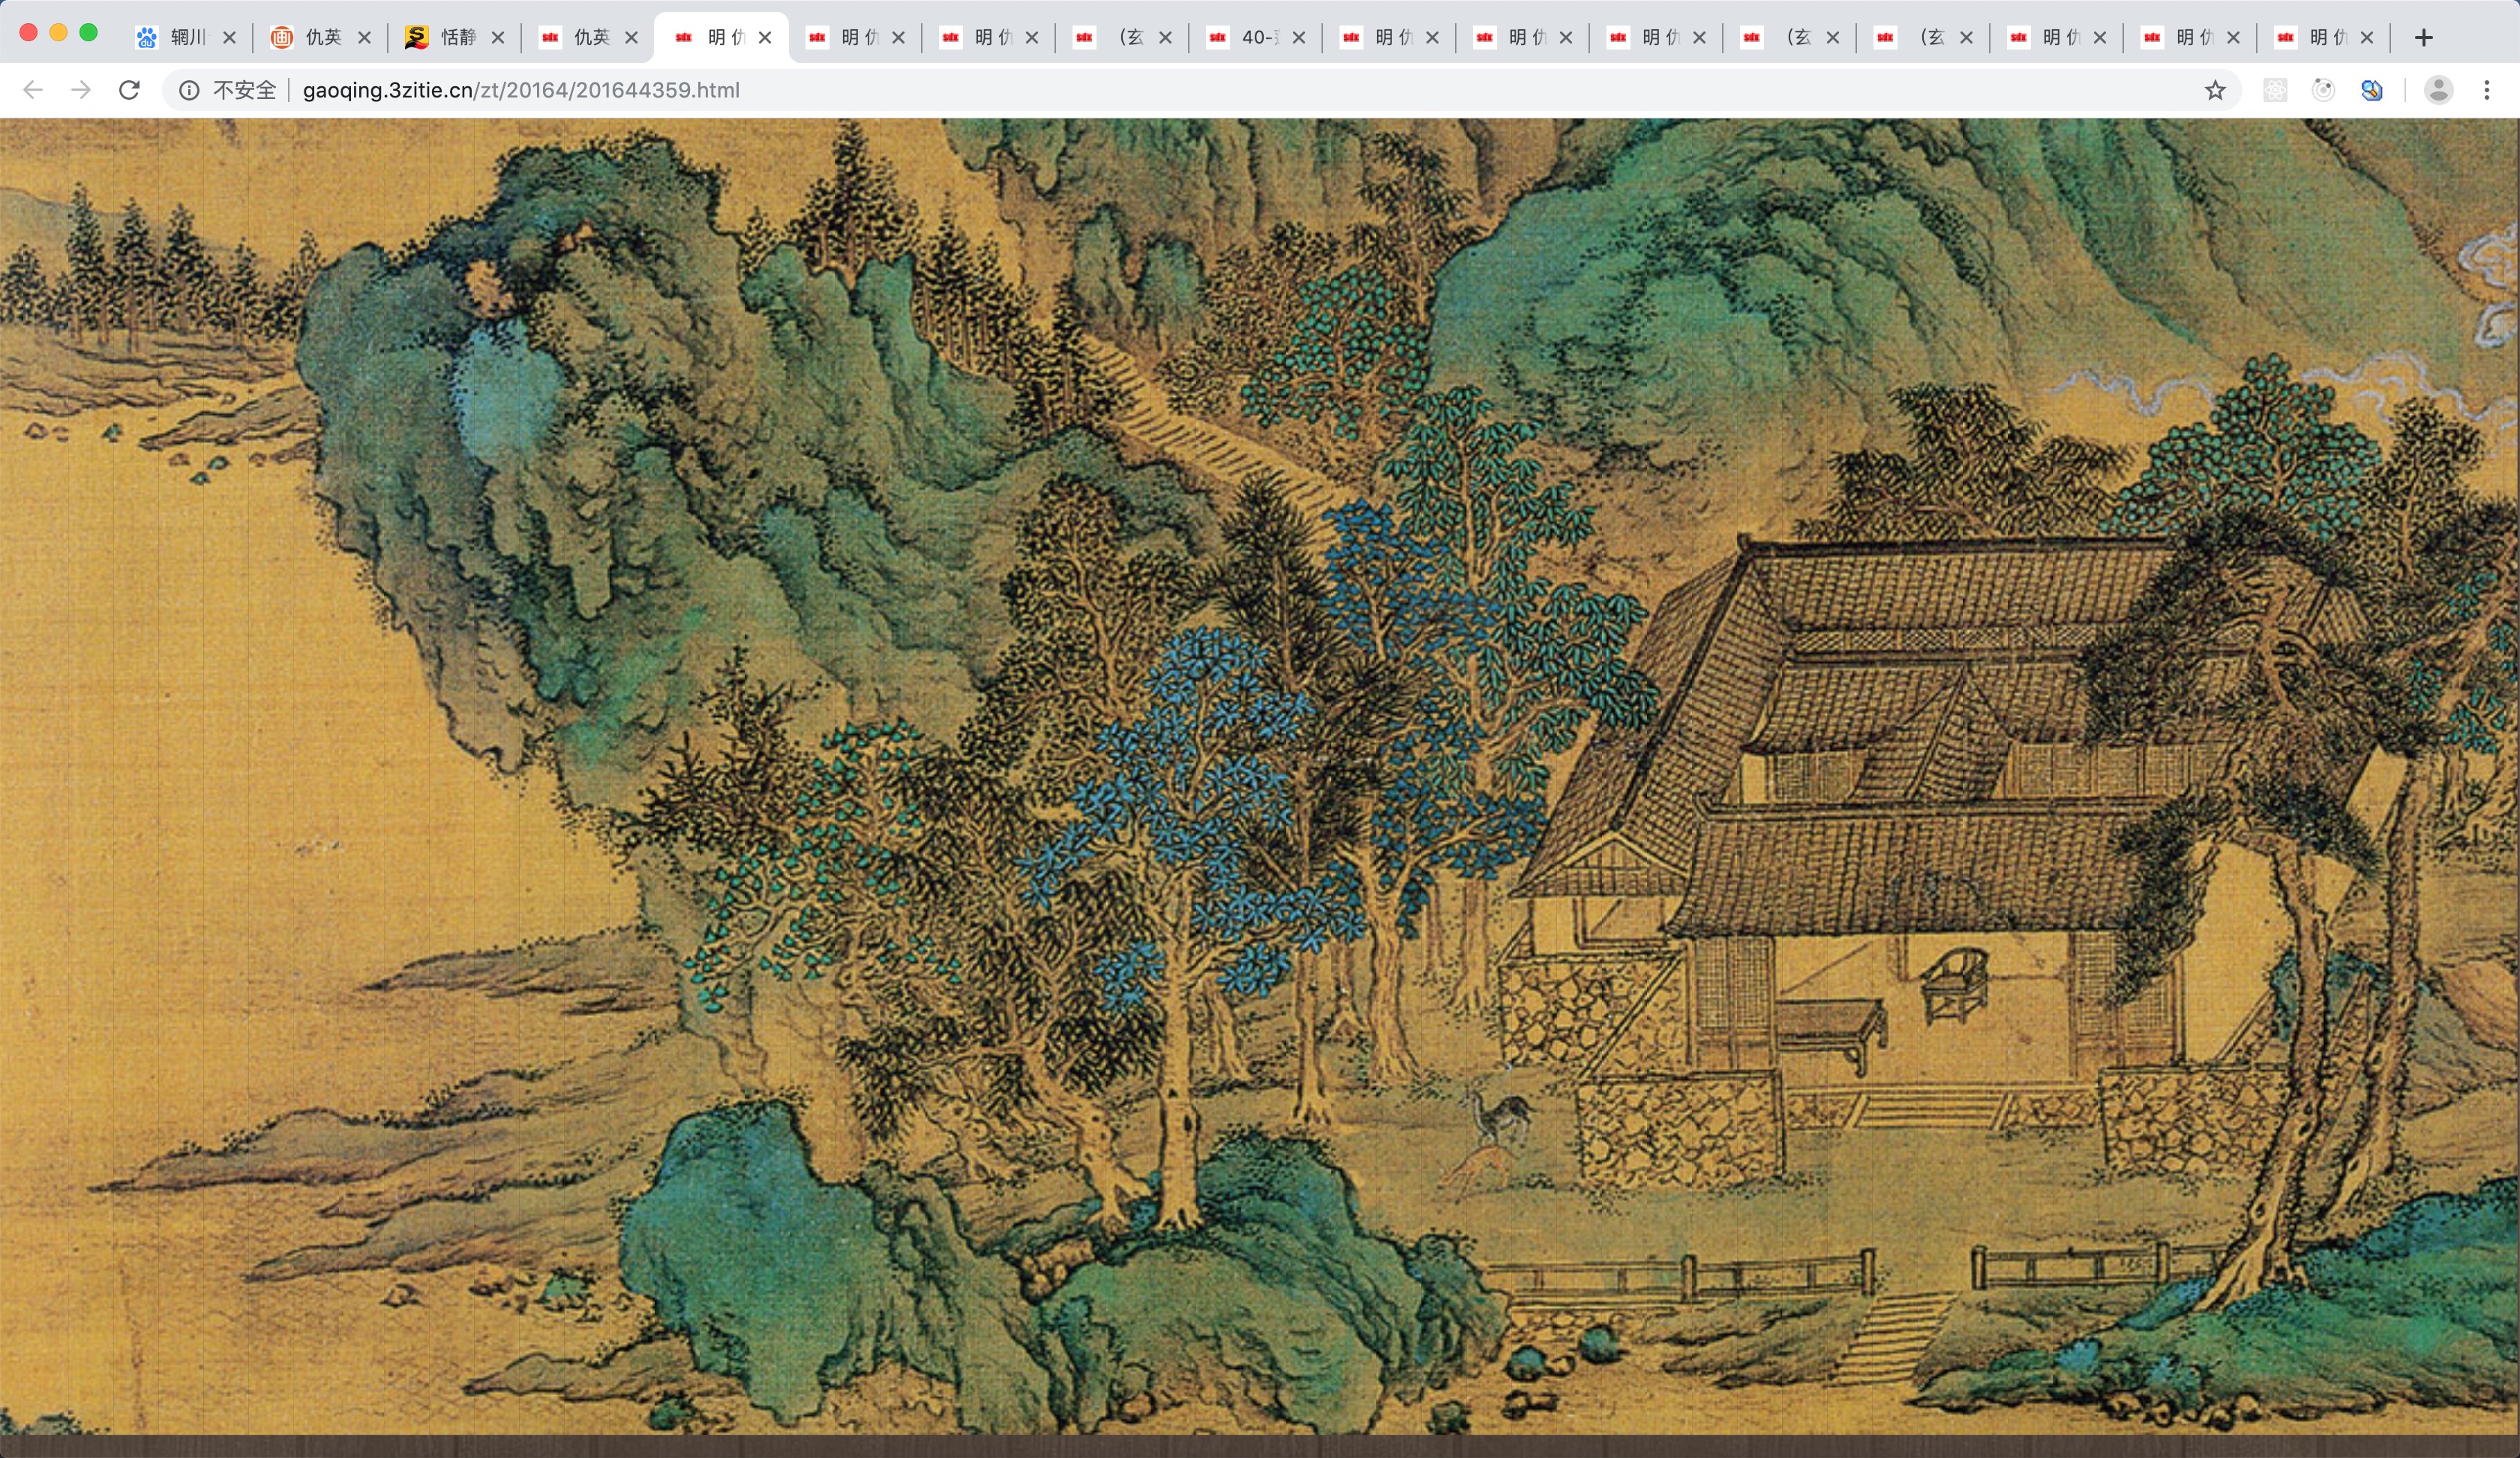 辋川
仇英
恬静
仇英
明 仇
明 仇
明 仇
（玄
40-
明 仇
明 仇
明 仇
（玄
（玄
明 仇
明 仇
明 仇
不安全
gaoqing.3zitie.cn/zt/20164/201644359.html